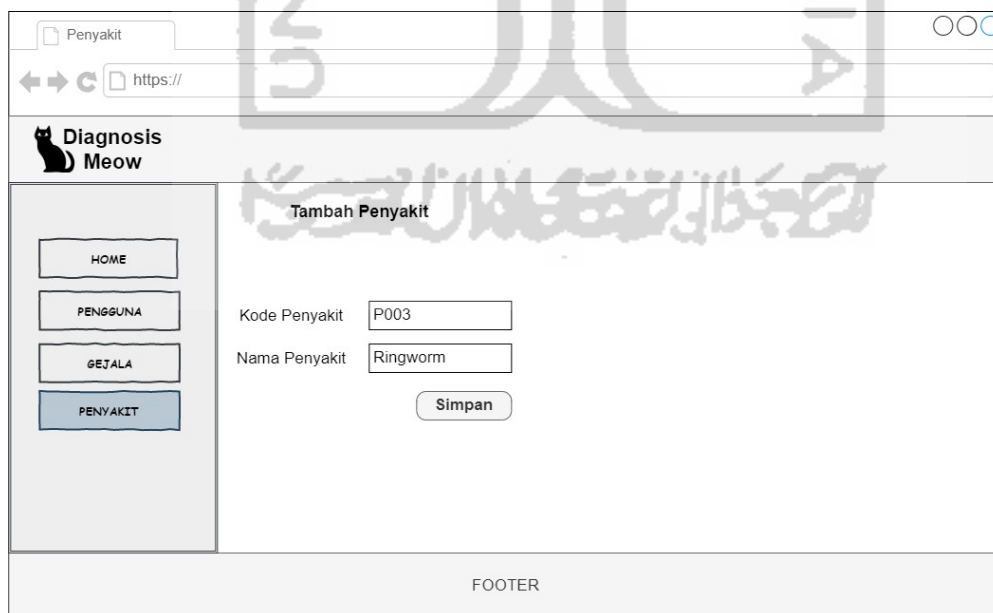 Penyakit
https://
Diagnosis
Meow
Tambah Penyakit
HOME
PENGGUNA
GEJALA
PENYAKIT
Kode Penyakit P003
Nama Penyakit Ringworm
Simpan
FOOTER